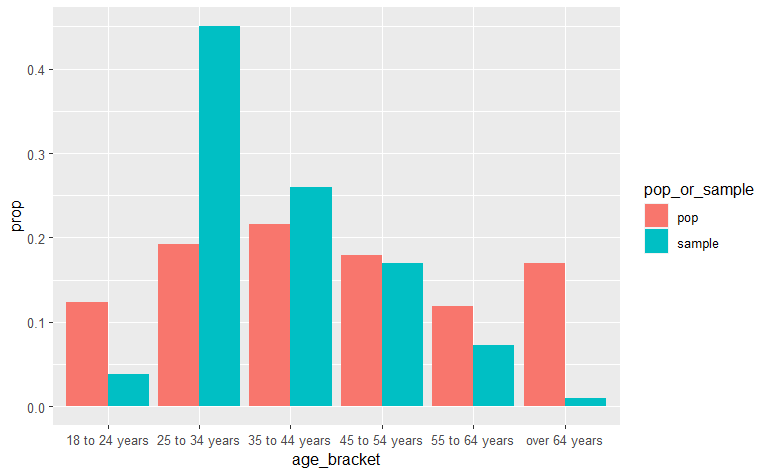 0.4
0.3
0.2
0.1
0.0
prop
18 to 24 years 25 to 34 years 35 to 44 years 45 to 54 years 55 to 64 years over 64 years
age_bracket
pop_or_sample
pop
sample